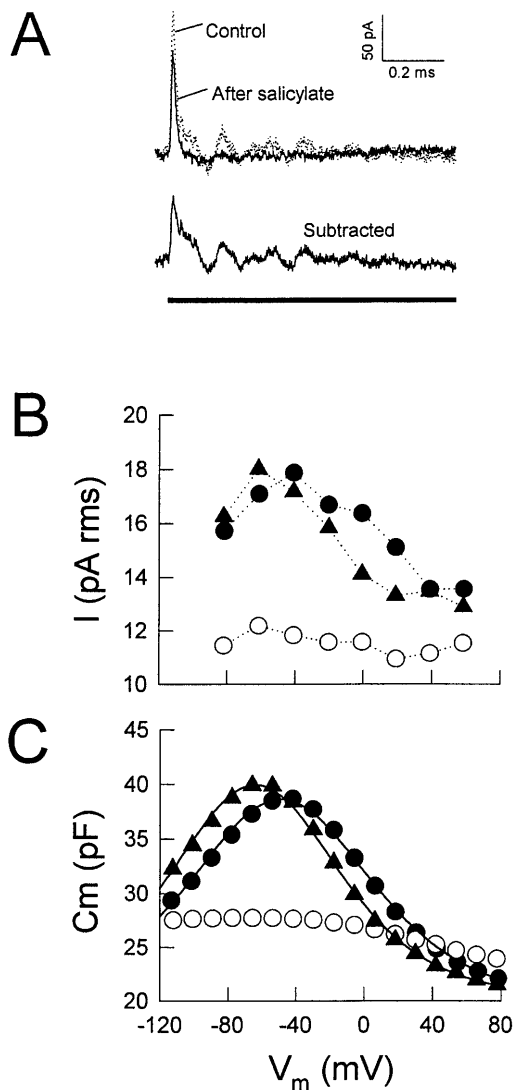 A
Control
After salicylate
50 pA
0.2 ms
Subtracted
B
I (pA rms)
20
18
16
14
12
10
C
Cm (pF)
45
40
35
30
25
20
-120 -80 -40 0 40 80
Vm (mV)